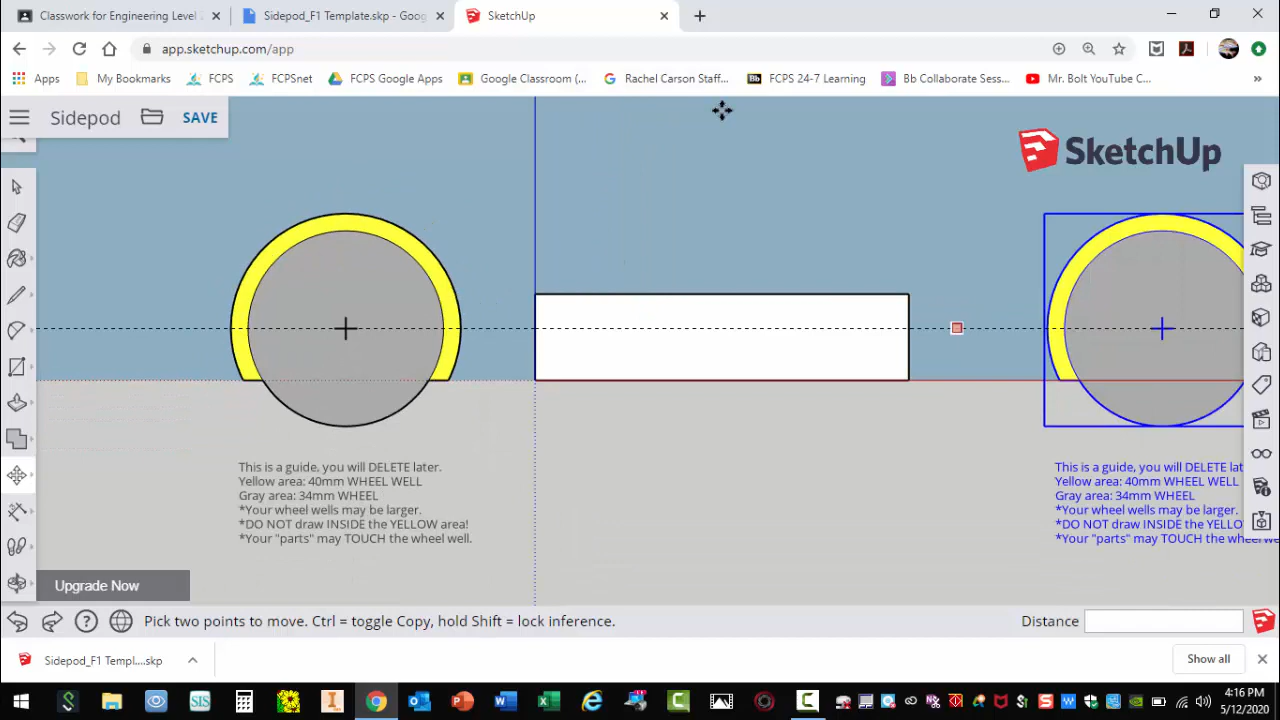 Classwork for Engineering Level
Sidepod_F1 Template.skp - Goog
SketchUp
app.sketchup.com/app
Apps
My Bookmarks
FCPS
FCPSnet
FCPS Google Apps
Google Classroom (...
Rachel Carson Staff...
FCPS 24-7 Learning
Bb Collaborate Sess...
Mr. Bolt YouTube C...
»
Sidepod
SAVE
SketchUp
This is a guide, you will DELETE later.
Yellow area: 40mm WHEEL WELL
Gray area: 34mm WHEEL
*Your wheel wells may be larger.
*DO NOT draw INSIDE the YELLOW area!
*Your "parts" may TOUCH the wheel well.
This is a guide, you will DELETE lat
Yellow area: 40mm WHEEL WELL
Gray area: 34mm WHEEL
*Your wheel wells may be larger.
*DO NOT draw INSIDE the YELLO
*Your "parts" may TOUCH the wheel we
Upgrade Now
Pick two points to move. Ctrl = toggle Copy, hold Shift = lock inference.
Distance
Sidepod_F1 Templ....skp
Show all
4:16 PM
5/12/2020